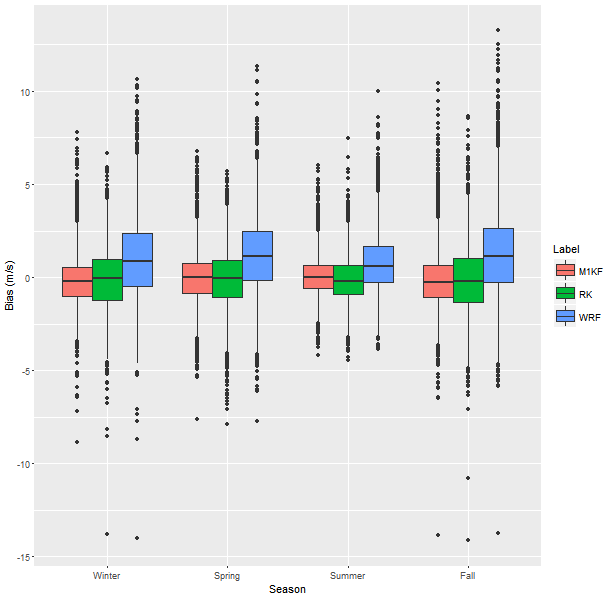 Bias (m/s)
10
5
0
-5
-10
-15
Winter
Spring
Summer
Fall
Season
Label
M1KF
RK
WRF